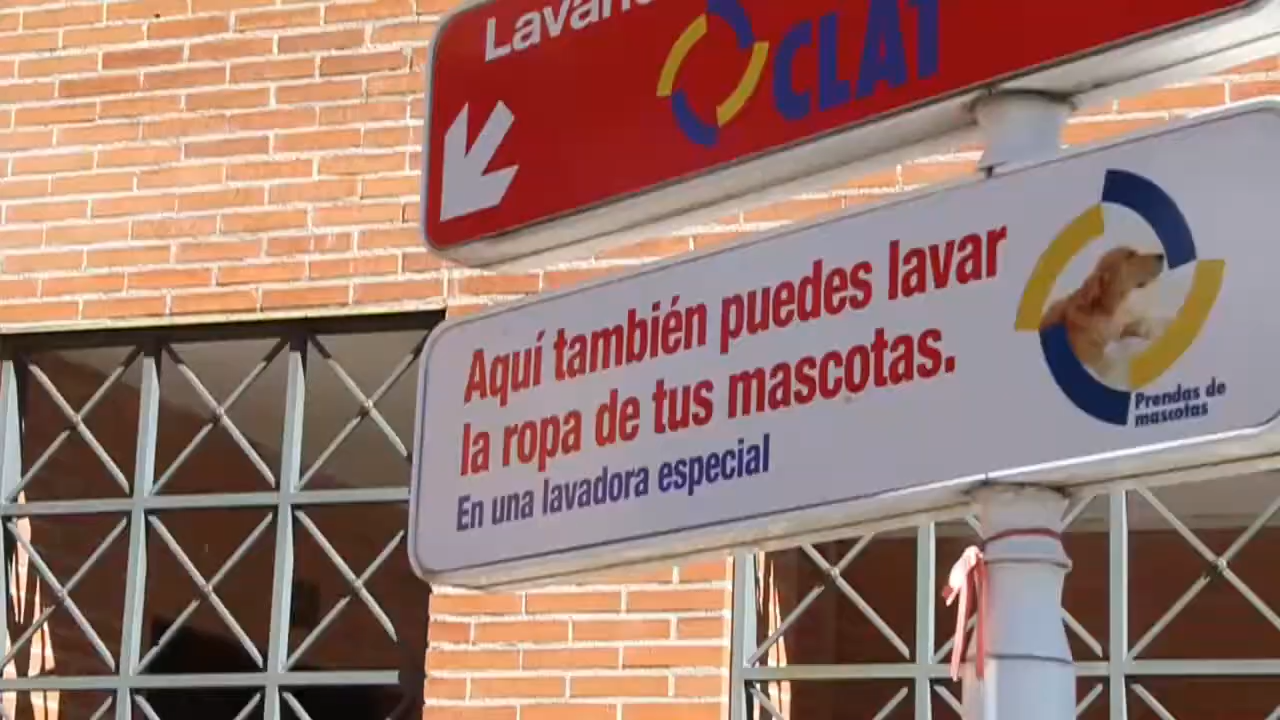 CLAT
Aquí también puedes lavar
la ropa de tus mascotas.
En una lavadora especial
Prendas de
mascotas